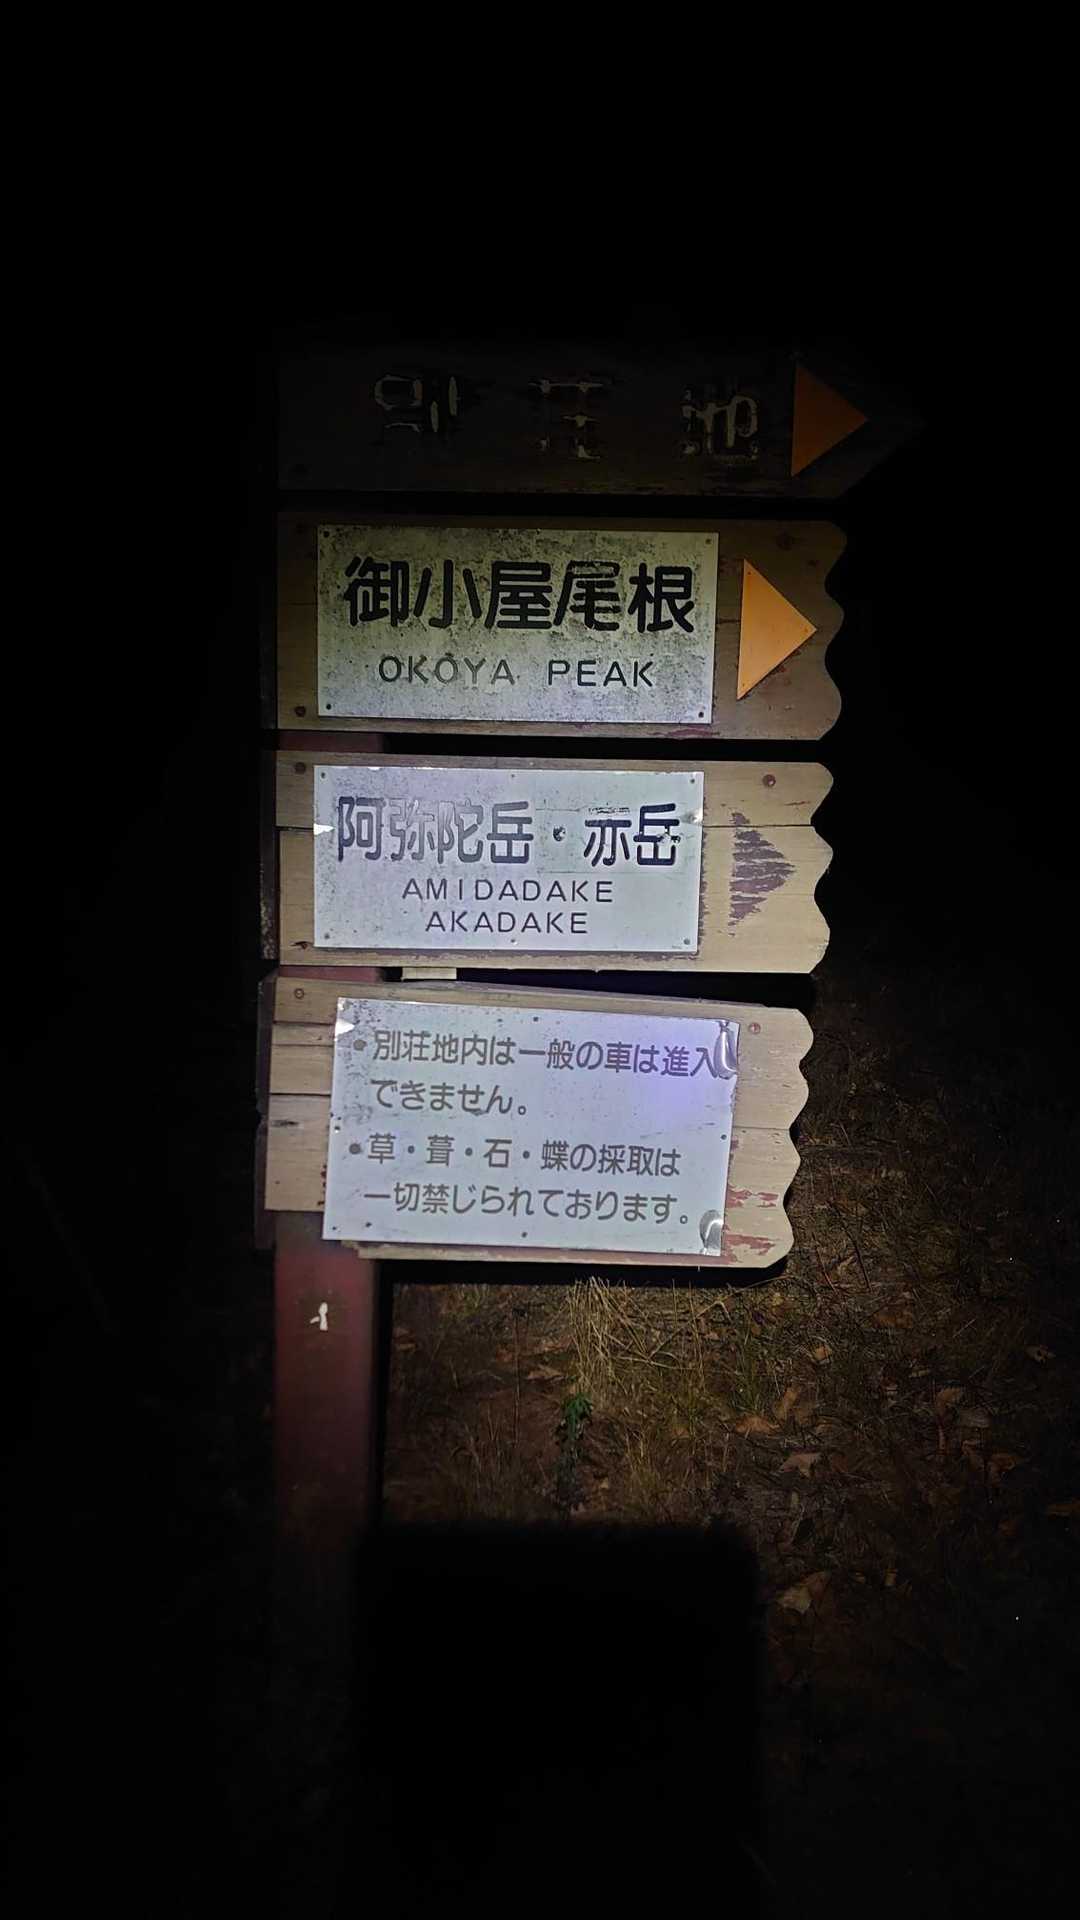 別荘地
御小屋尾根
OKOYA PEAK
阿弥陀岳・赤岳
AMIDADAKE
AKADAKE
•別荘地内は一般の車は進入
できません。
•草・葺・石・蝶の採取は
一切禁じられております。